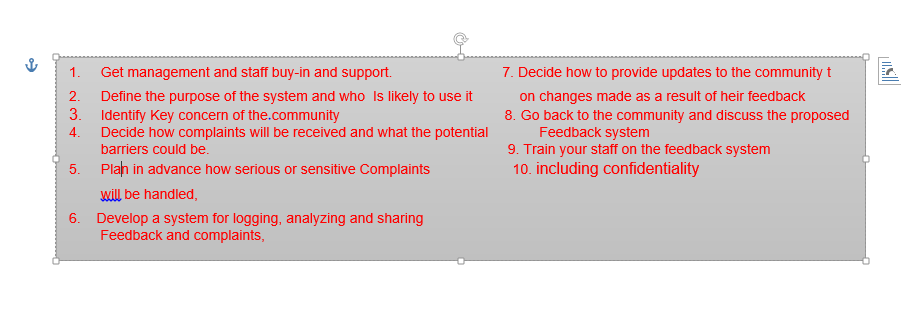 1. Get management and staff buy-in and support.
2. Define the purpose of the system and who Is likely to use it
3. Identify Key concern of the.community
4. Decide how complaints will be received and what the potential
barriers could be.
5. Plan in advance how serious or sensitive Complaints
will be handled,
6. Develop a system for logging, analyzing and sharing
Feedback and complaints,
7. Decide how to provide updates to the community t
on changes made as a result of heir feedback
8. Go back to the community and discuss the proposed
Feedback system
9. Train your staff on the feedback system
10. including confidentiality